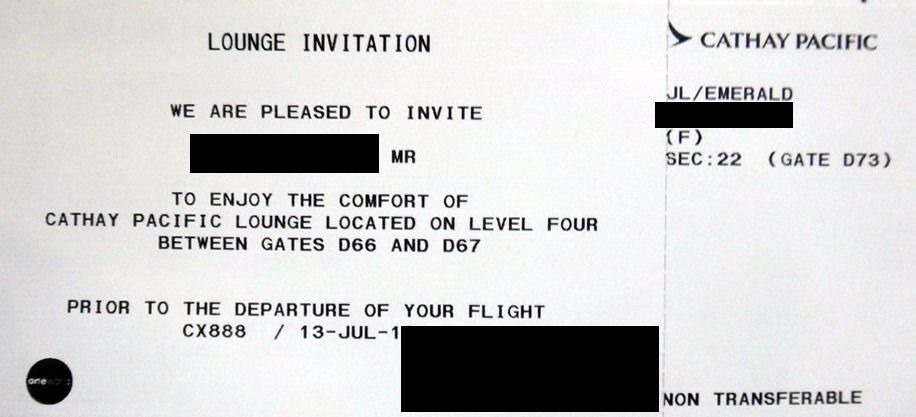 LOUNGE INVITATION
WE ARE PLEASED TO INVITE
MR
TO ENJOY THE COMFORT OF
CATHAY PACIFIC LOUNGE LOCATED ON LEVEL FOUR
BETWEEN GATES D66 AND D67
PRIOR TO THE DEPARTURE OF YOUR FLIGHT
CX888 / 13-JUL-1
oneworld
CATHAY PACIFIC
JL/EMERALD
(F)
SEC:22 (GATE D73)
NON TRANSFERABLE